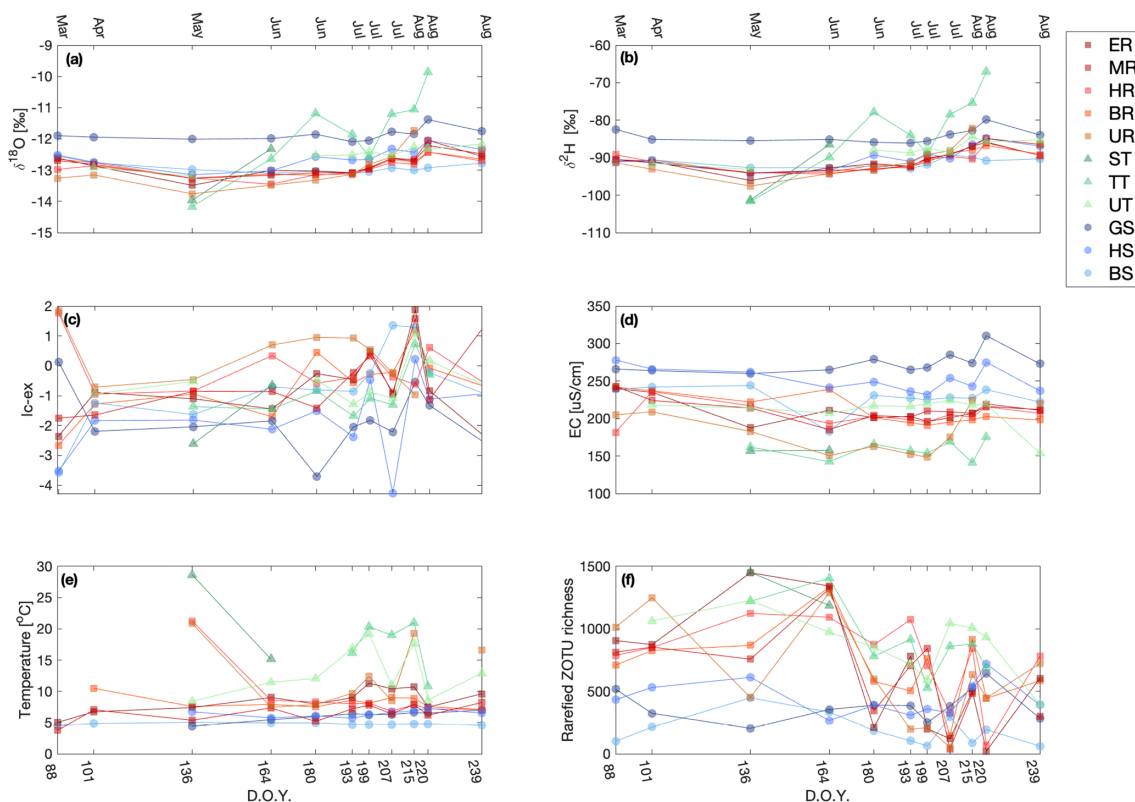 Mar Apr May Jun Jun Jul Jul Jul Aug Aug Aug
Mar Apr May Jun Jun Jul Jul Jul Aug Aug Aug
(a)
-9
-10
-11
-12
-13
-14
-15
δ18O [‰]
(b)
-60
-70
-80
-90
-100
-110
δ2H [‰]
ER
MR
HR
BR
UR
ST
TT
UT
GS
HS
BS
(c)
2
1
0
-1
-2
-3
-4
lc-ex
(d)
350
300
250
200
150
100
EC [uS/cm]
(e)
30
25
20
15
10
5
0
Temperature [°C]
88 101 136 164 180 193 199 207 215 220 239
D.O.Y.
(f)
1500
1000
500
0
Rarefied ZOTU richness
88 101 136 164 180 193 199 207 215 220 239
D.O.Y.